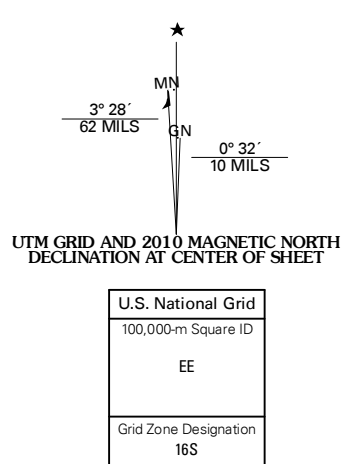 ★
MN
3° 28´
62 MILS
GN
0° 32´
10 MILS
UTM GRID AND 2010 MAGNETIC NORTH
DECLINATION AT CENTER OF SHEET
U.S. National Grid
100,000-m Square ID
EE
Grid Zone Designation
16S